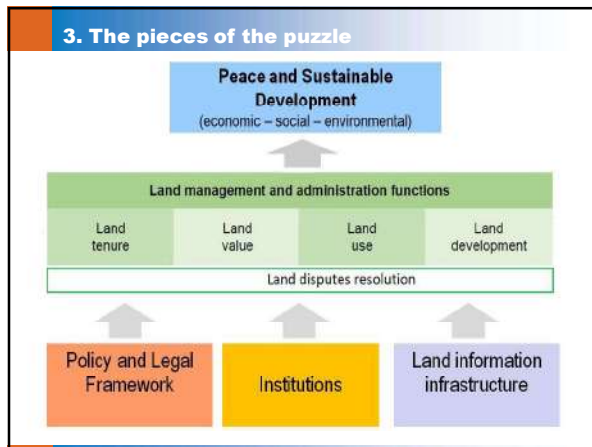 3. The pieces of the puzzle
Peace and Sustainable
Development
(economic – social – environmental)
Land management and administration functions
Land
tenure
Land
value
Land
use
Land
development
Land disputes resolution
Policy and Legal
Framework
Institutions
Land information
infrastructure